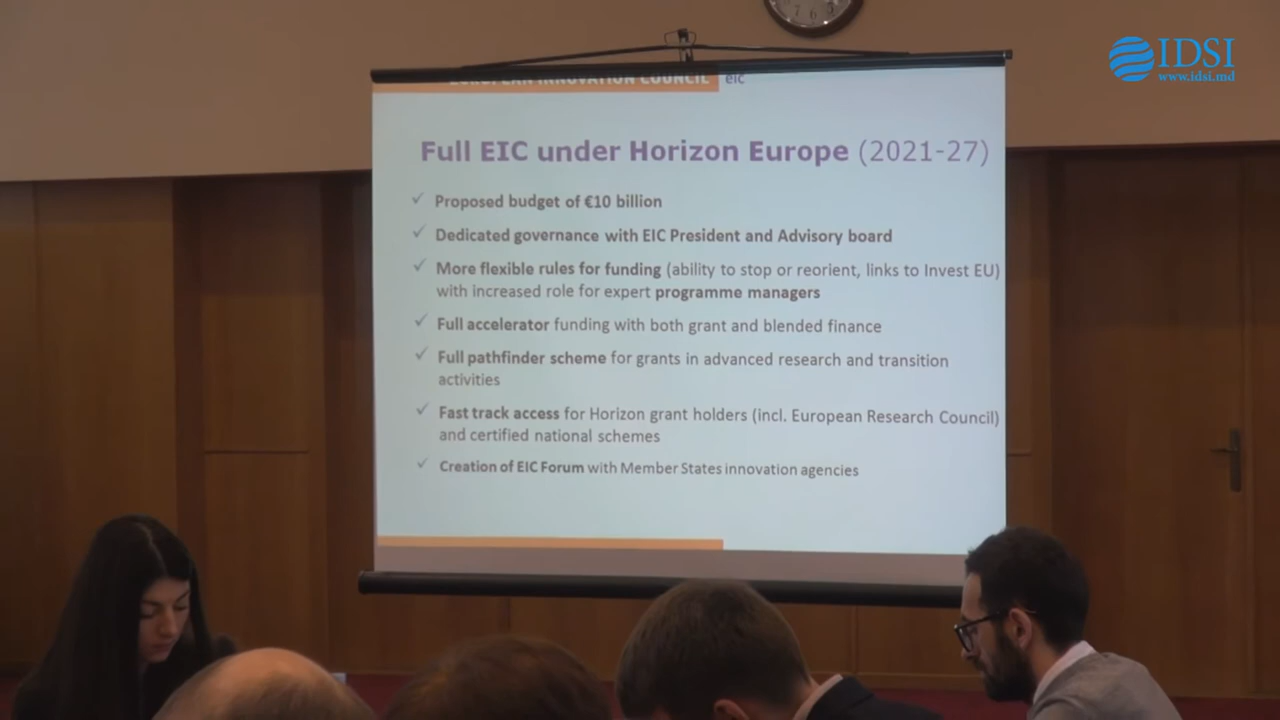 IDSI
www.idsi.md
EUROPEAN INNOVATION COUNCIL eic
Full EIC under Horizon Europe (2021-27)
✓ Proposed budget of €10 billion
✓ Dedicated governance with EIC President and Advisory board
✓ More flexible rules for funding (ability to stop or reorient, links to Invest EU)
with increased role for expert programme managers
✓ Full accelerator funding with both grant and blended finance
✓ Full pathfinder scheme for grants in advanced research and transition
activities
✓ Fast track access for Horizon grant holders (incl. European Research Council)
and certified national schemes
✓ Creation of EIC Forum with Member States innovation agencies